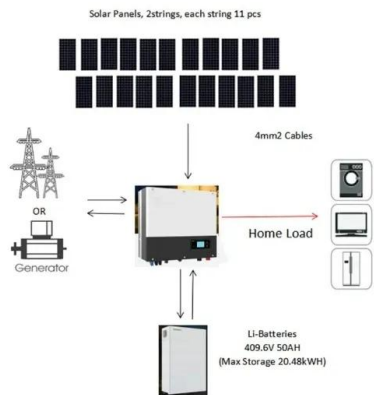 Solar Panels, 2strings, each string 11 pcs
4mm2 Cables
OR
Generator
Home Load
Li-Batteries
409.6V 50AH
(Max Storage 20.48kWH)